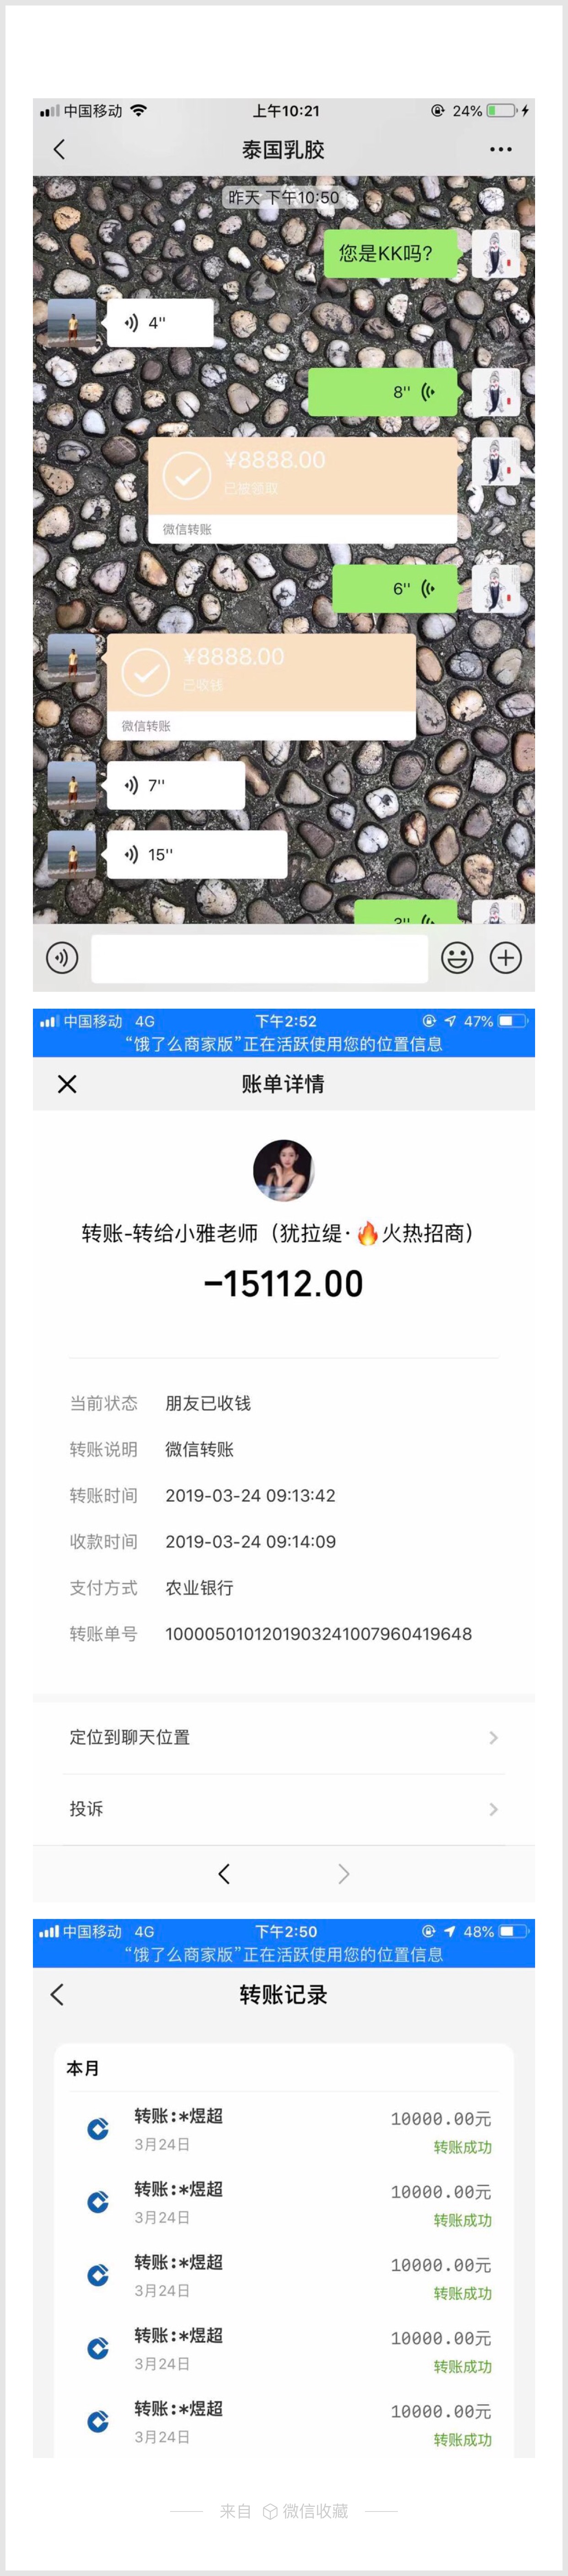 中国移动 上午10:21 24%
泰国乳胶
昨天 下午10:50
您是KK吗?
4''
8''
¥8888.00
已被领取
微信转账
6''
¥8888.00
已收钱
微信转账
7''
15''
3''
中国移动 4G 下午2:52 47%
“饿了么商家版”正在活跃使用您的位置信息
账单详情
转账-转给小雅老师（犹拉缇·🔥火热招商）
-15112.00
当前状态 朋友已收钱
转账说明 微信转账
转账时间 2019-03-24 09:13:42
收款时间 2019-03-24 09:14:09
支付方式 农业银行
转账单号 1000050101201903241007960419648
定位到聊天位置
投诉
中国移动 4G 下午2:50 48%
“饿了么商家版”正在活跃使用您的位置信息
转账记录
本月
转账:*煜超 10000.00元
3月24日 转账成功
转账:*煜超 10000.00元
3月24日 转账成功
转账:*煜超 10000.00元
3月24日 转账成功
转账:*煜超 10000.00元
3月24日 转账成功
转账:*煜超 10000.00元
3月24日 转账成功
来自 微信收藏